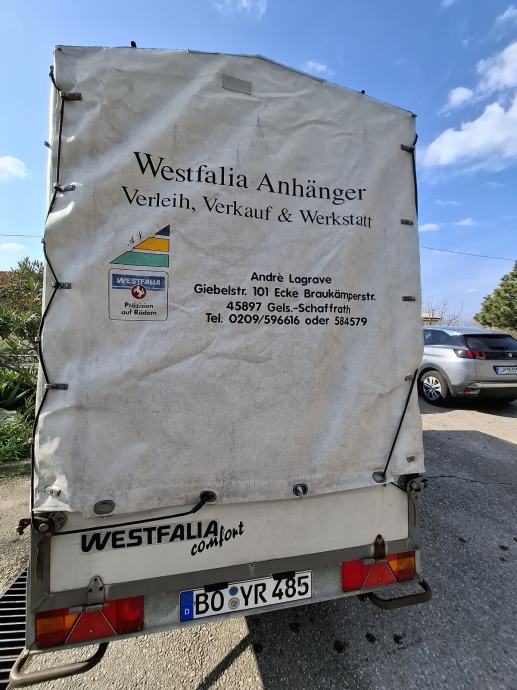 Westfalia Anhänger
Verleih, Verkauf & Werkstatt
WESTFALIA
Präzision
auf Rädern
Andrè Lagrave
Giebelstr. 101 Ecke Braukämperstr.
45897 Gels.-Schaffrath
Tel. 0209/596616 oder 584579
WESTFALIA
comfort
D
BO YR 485